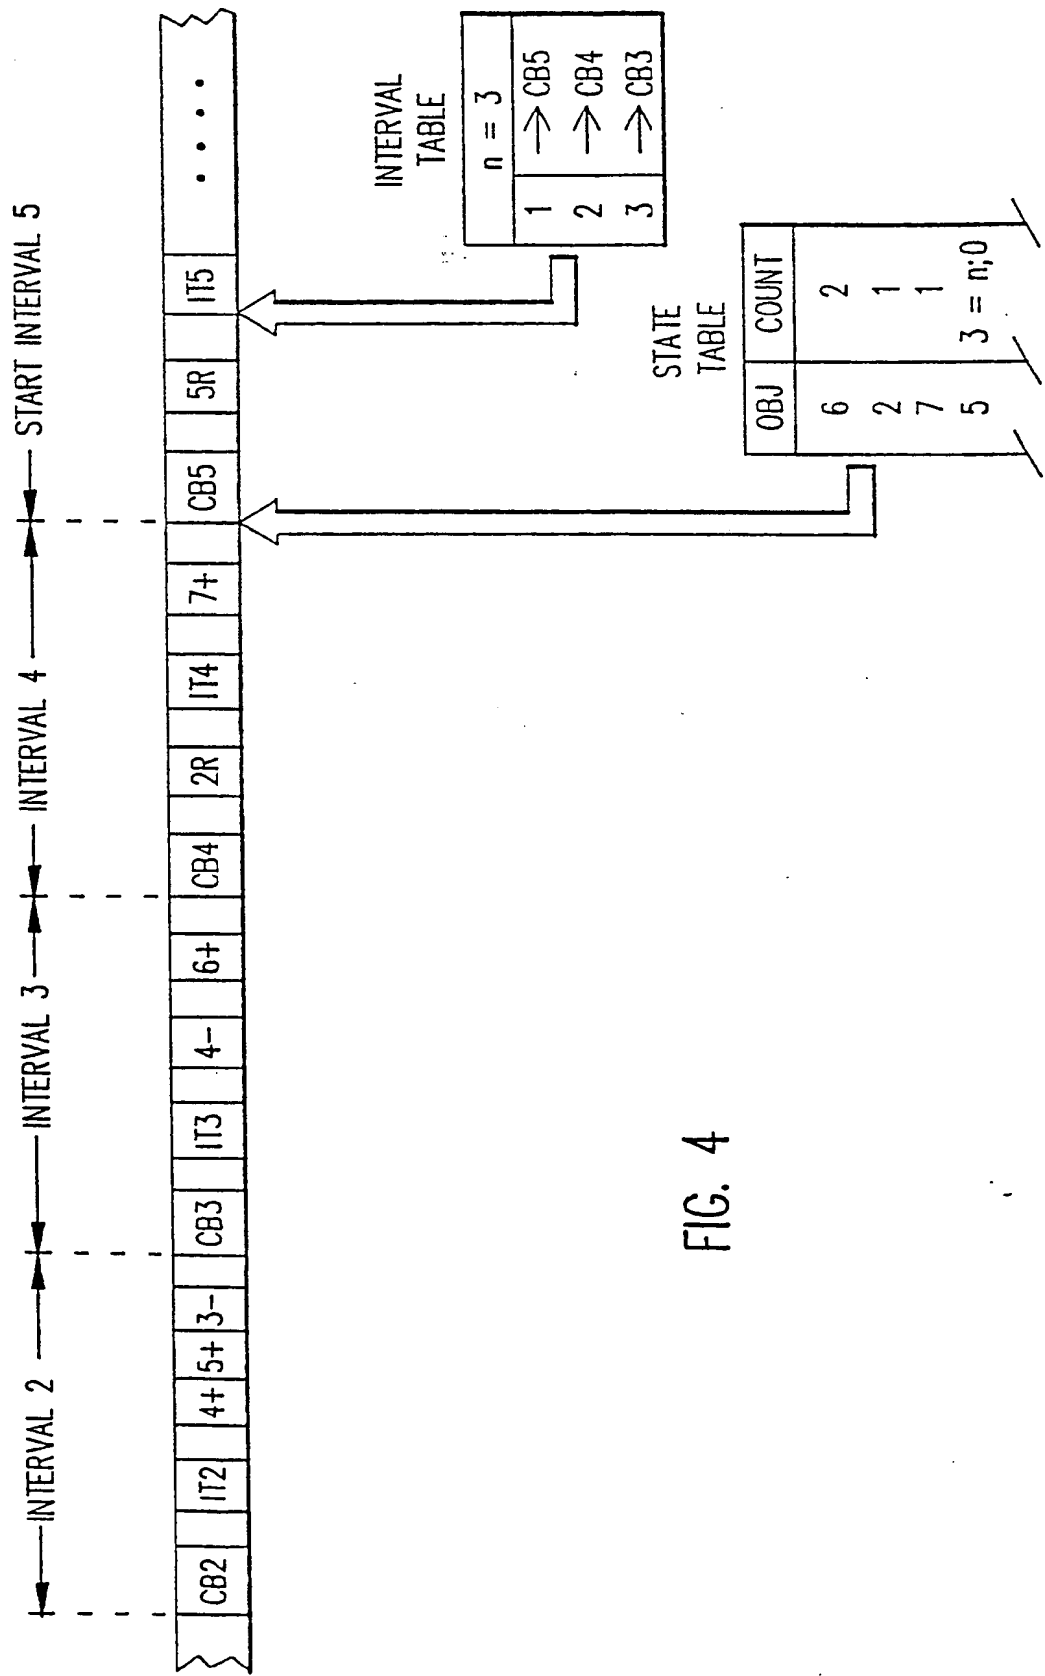 INTERVAL 2
INTERVAL 3
INTERVAL 4
START INTERVAL 5
CB2 IT2 4+ 5+ 3- CB3 IT3 4- 6+ CB4 2R IT4 7+ CB5 5R IT5 . . . .
INTERVAL
TABLE
n = 3
1 → CB5
2 → CB4
3 → CB3
STATE
TABLE
OBJ COUNT
6 2
2 1
7 1
5 3 = n;0
FIG. 4